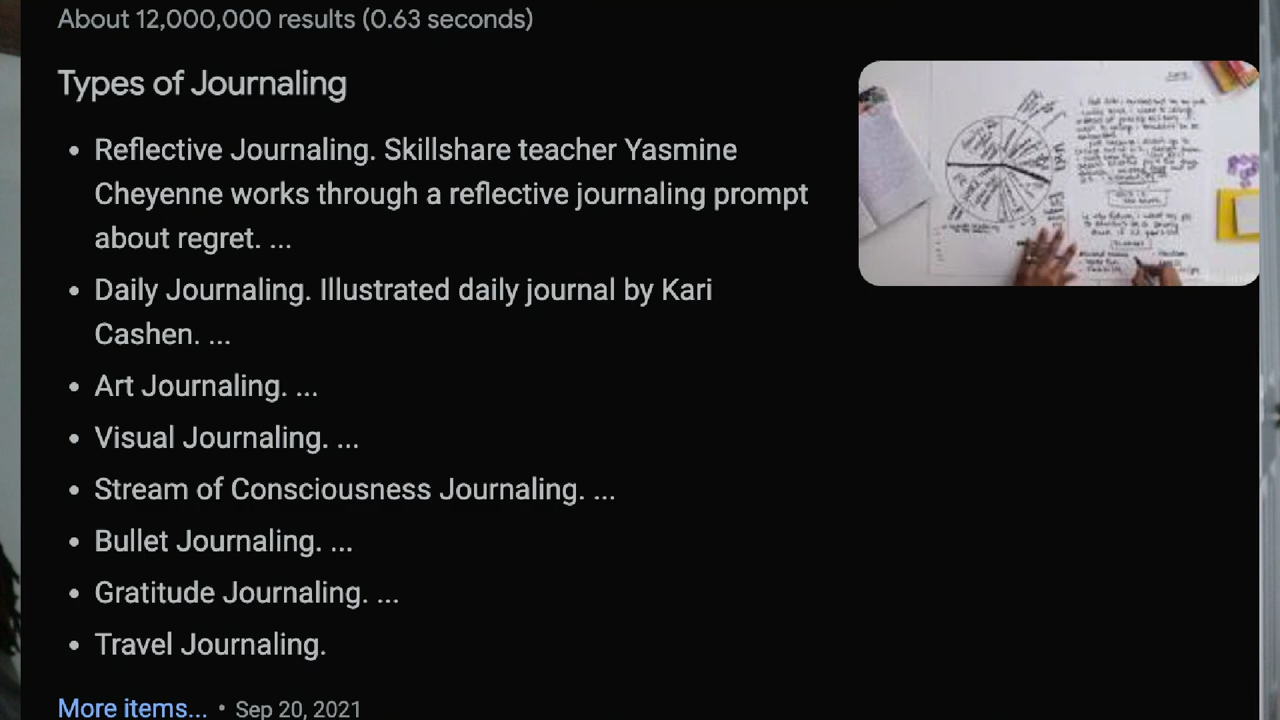 About 12,000,000 results (0.63 seconds)
Types of Journaling
• Reflective Journaling. Skillshare teacher Yasmine
Cheyenne works through a reflective journaling prompt
about regret. ...
• Daily Journaling. Illustrated daily journal by Kari
Cashen. ...
• Art Journaling. ...
• Visual Journaling. ...
• Stream of Consciousness Journaling. ...
• Bullet Journaling. ...
• Gratitude Journaling. ...
• Travel Journaling.
More items... • Sep 20, 2021